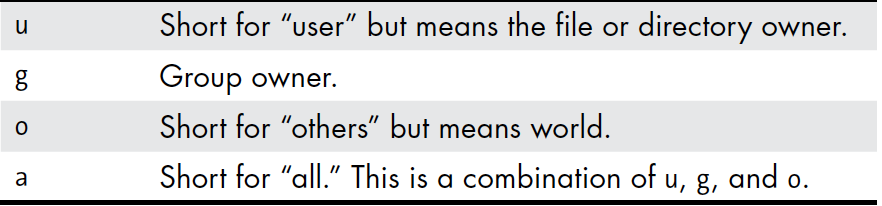 u Short for “user” but means the file or directory owner.
g Group owner.
o Short for “others” but means world.
a Short for “all.” This is a combination of u, g, and o.